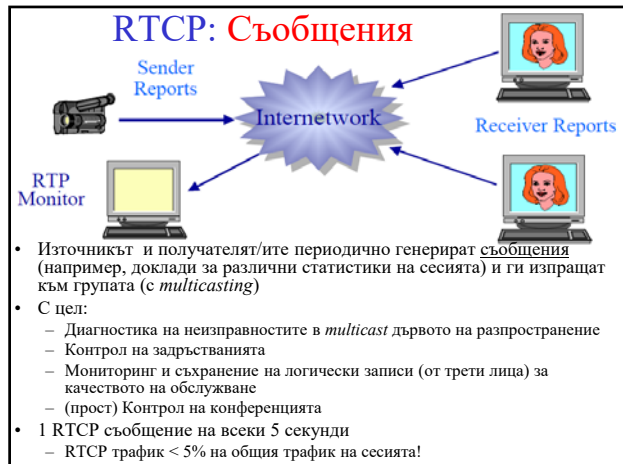 RTCP: Съобщения
Sender
Reports
Internetwork
Receiver Reports
RTP
Monitor
• Източникът и получателят/ите периодично генерират съобщения
(например, доклади за различни статистики на сесията) и ги изпращат
към групата (с multicasting)
• С цел:
– Диагностика на неизправностите в multicast дървото на разпространение
– Контрол на задръстванията
– Мониторинг и съхранение на логически записи (от трети лица) за
качеството на обслужване
– (прост) Контрол на конференцията
• 1 RTCP съобщение на всеки 5 секунди
– RTCP трафик < 5% на общия трафик на сесията!